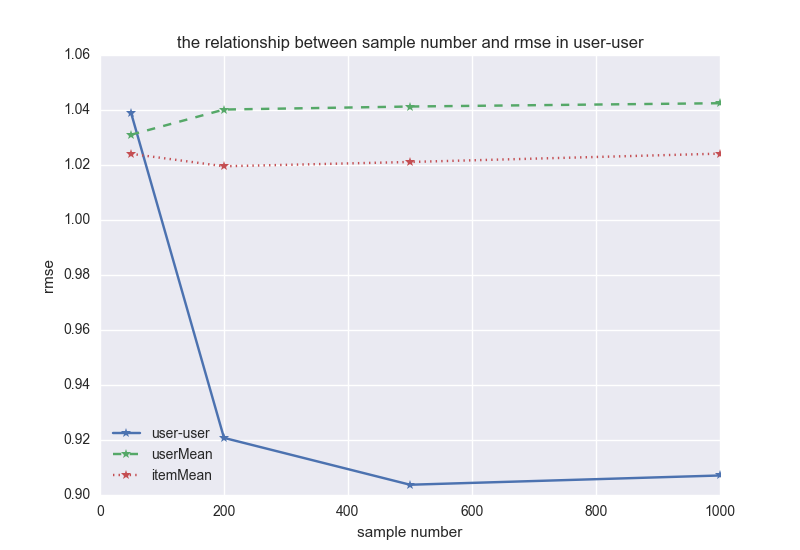 the relationship between sample number and rmse in user-user
1.06
1.04
1.02
1.00
0.98
0.96
0.94
0.92
0.90
rmse
user-user
userMean
itemMean
0 200 400 600 800 1000
sample number